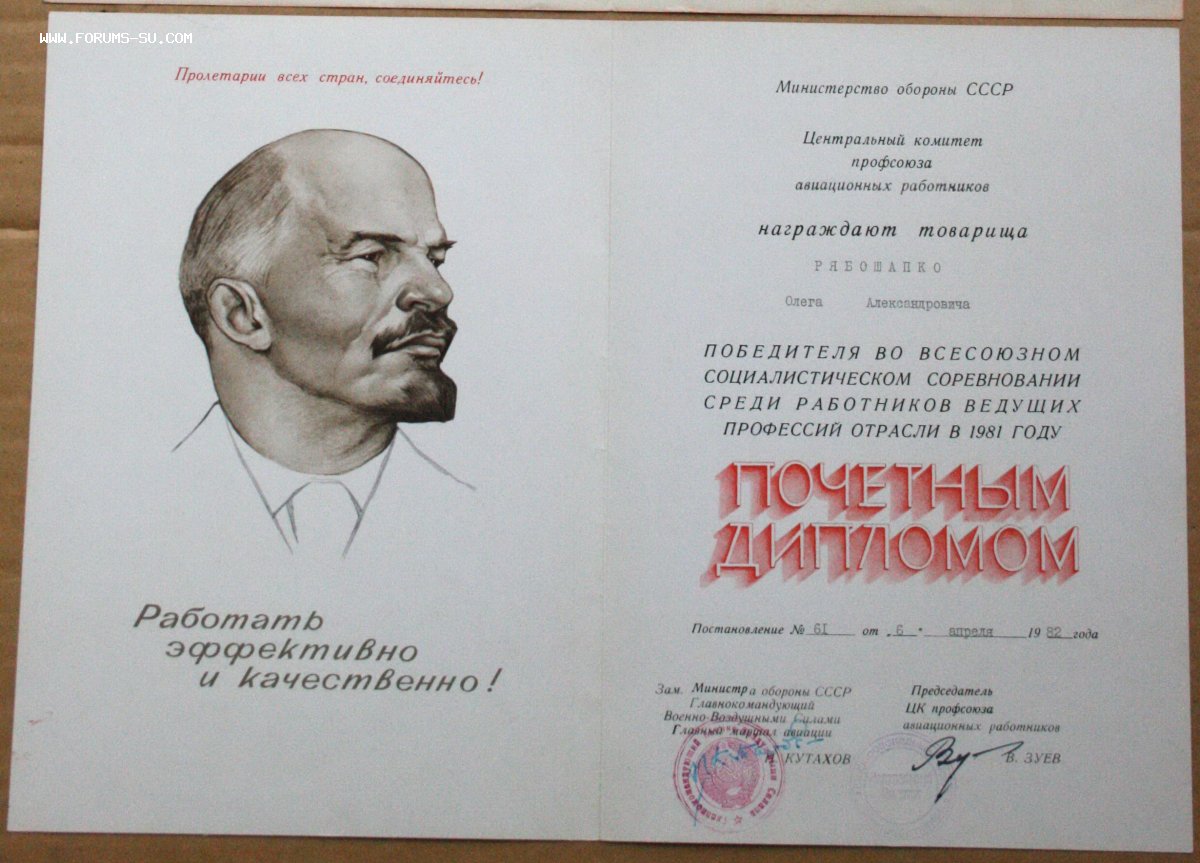 WWW.FORUMS-SU.COM
Пролетарии всех стран, соединяйтесь!
Работать
эффективно
и качественно!
Министерство обороны СССР
Центральный комитет
профсоюза
авиационных работников
награждают товарища
РЯБОШАПКО
Олега Александровича
ПОБЕДИТЕЛЯ ВО ВСЕСОЮЗНОМ
СОЦИАЛИСТИЧЕСКОМ СОРЕВНОВАНИИ
СРЕДИ РАБОТНИКОВ ВЕДУЩИХ
ПРОФЕССИЙ ОТРАСЛИ В 1981 ГОДУ
ПОЧЕТНЫМ
ДИПЛОМОМ
Постановление № 61 от "6" апреля 1982 года
Зам. Министра обороны СССР
Главнокомандующий
Военно-Воздушными Силами
Главный маршал авиации
КУТАХОВ
Председатель
ЦК профсоюза
авиационных работников
В. ЗУЕВ